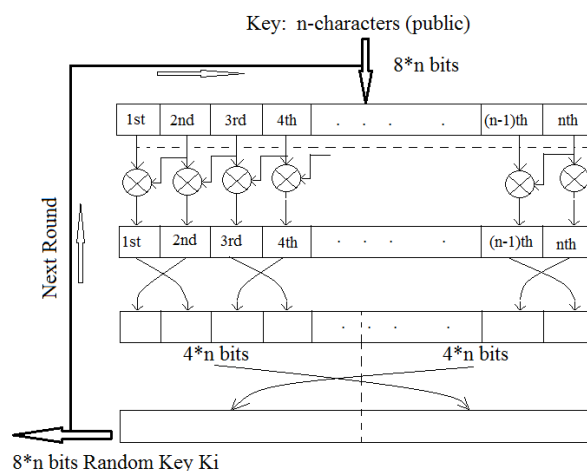 Key: n-characters (public)
8*n bits
1st 2nd 3rd 4th . . . . (n-1)th nth
1st 2nd 3rd 4th . . . . (n-1)th nth
. . .
4*n bits 4*n bits
Next Round
8*n bits Random Key Ki